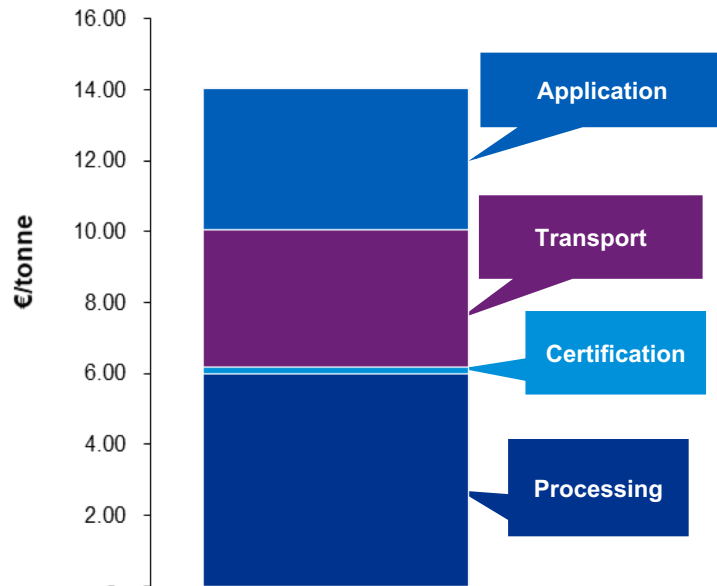 16.00
14.00
12.00
10.00
8.00
6.00
4.00
2.00
€/tonne
Application
Transport
Certification
Processing